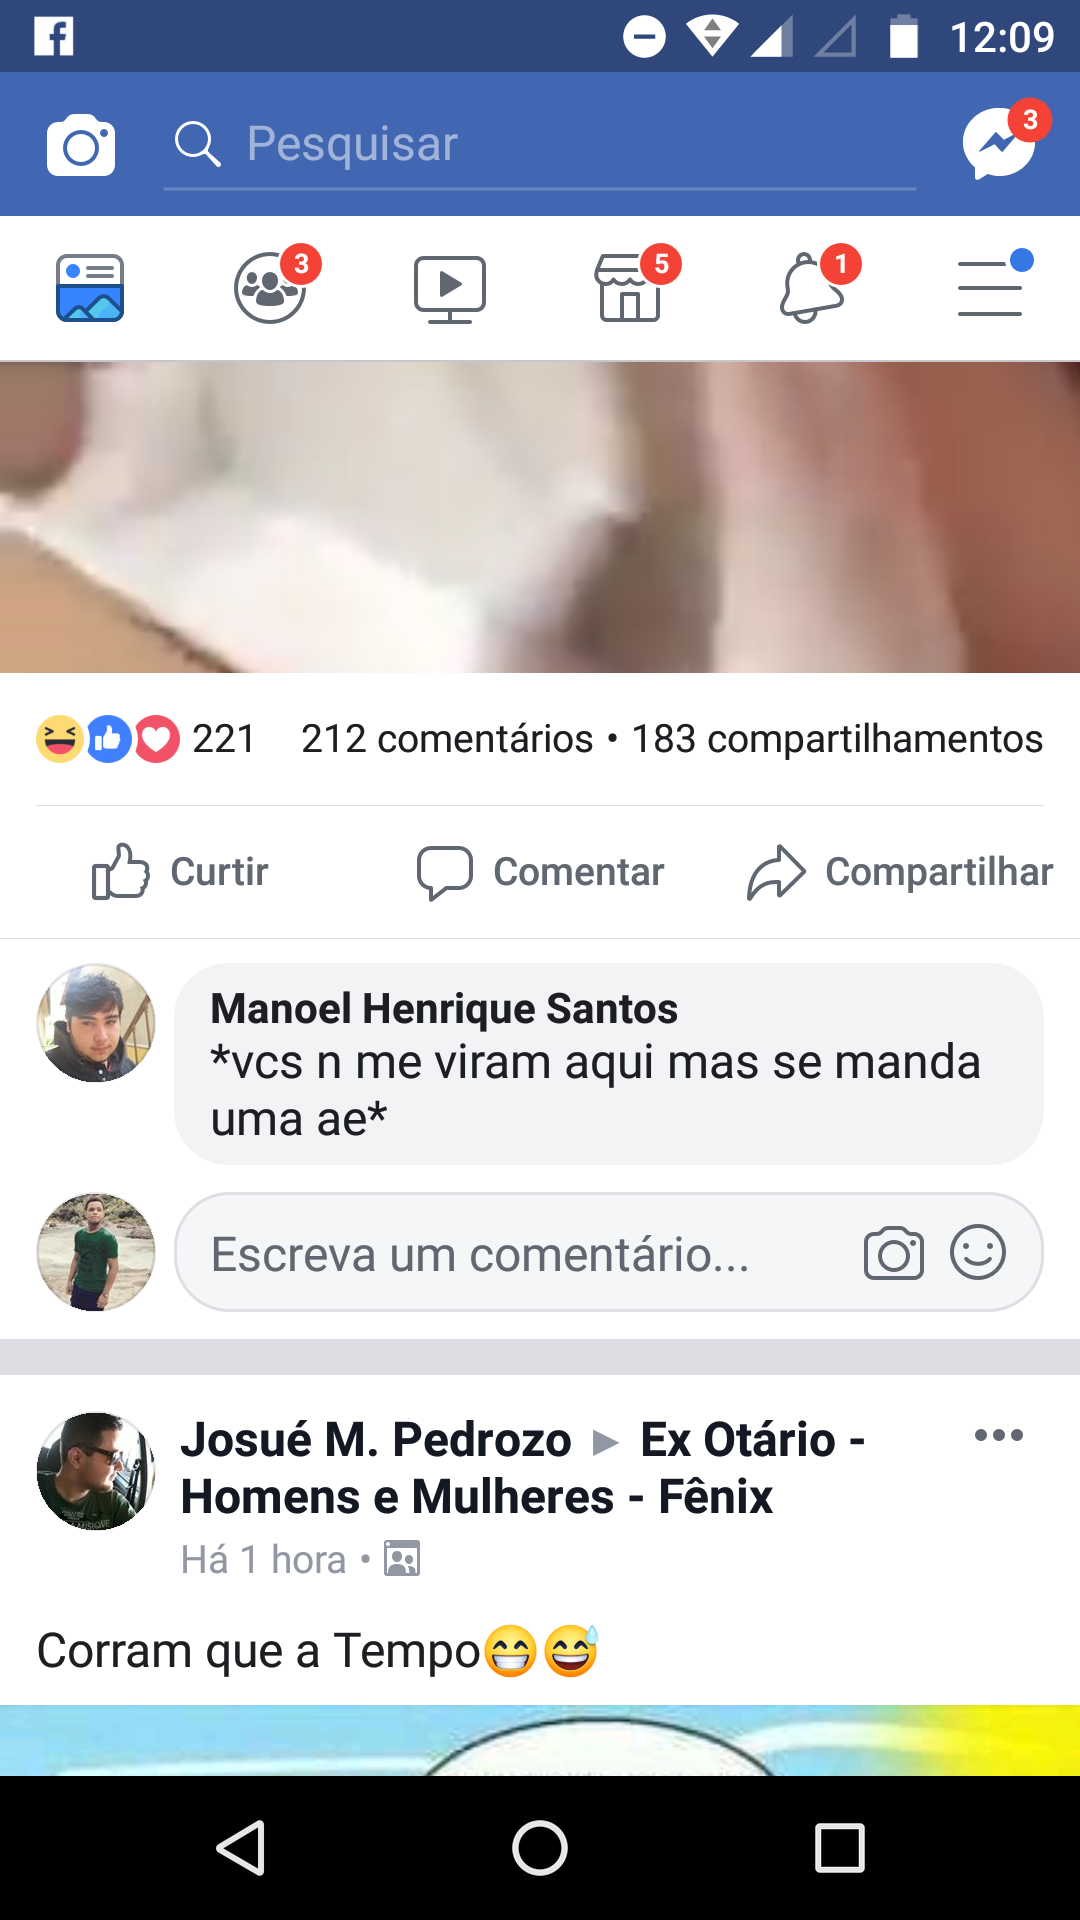 12:09
Pesquisar
3
3
5
1
221 212 comentários • 183 compartilhamentos
Curtir Comentar Compartilhar
Manoel Henrique Santos
*vcs n me viram aqui mas se manda
uma ae*
Escreva um comentário...
Josué M. Pedrozo ▶ Ex Otário -
Homens e Mulheres - Fênix
Há 1 hora •
Corram que a Tempo😁😅